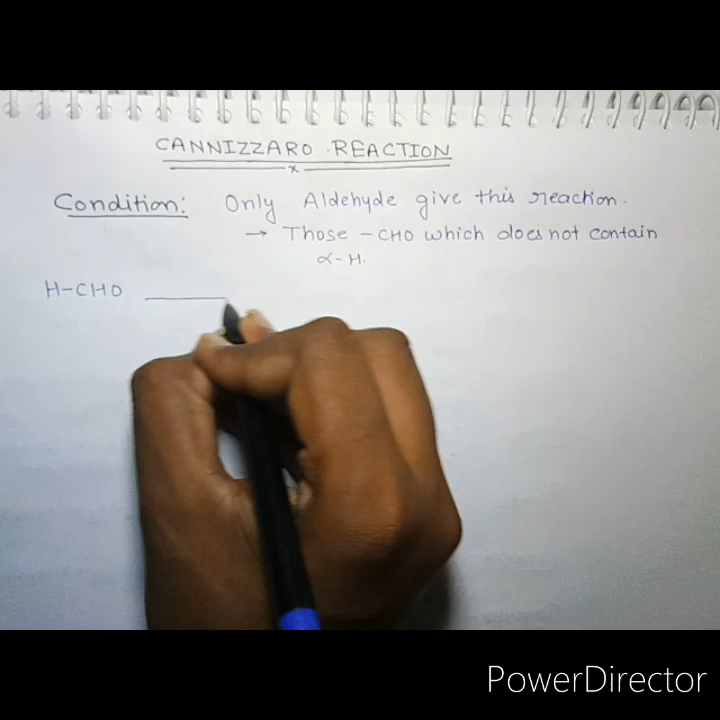 CANNIZZARO REACTION
x
Condition: Only Aldehyde give this reaction.
→ Those -CHO which does not contain
α-H.
H-CHO
PowerDirector